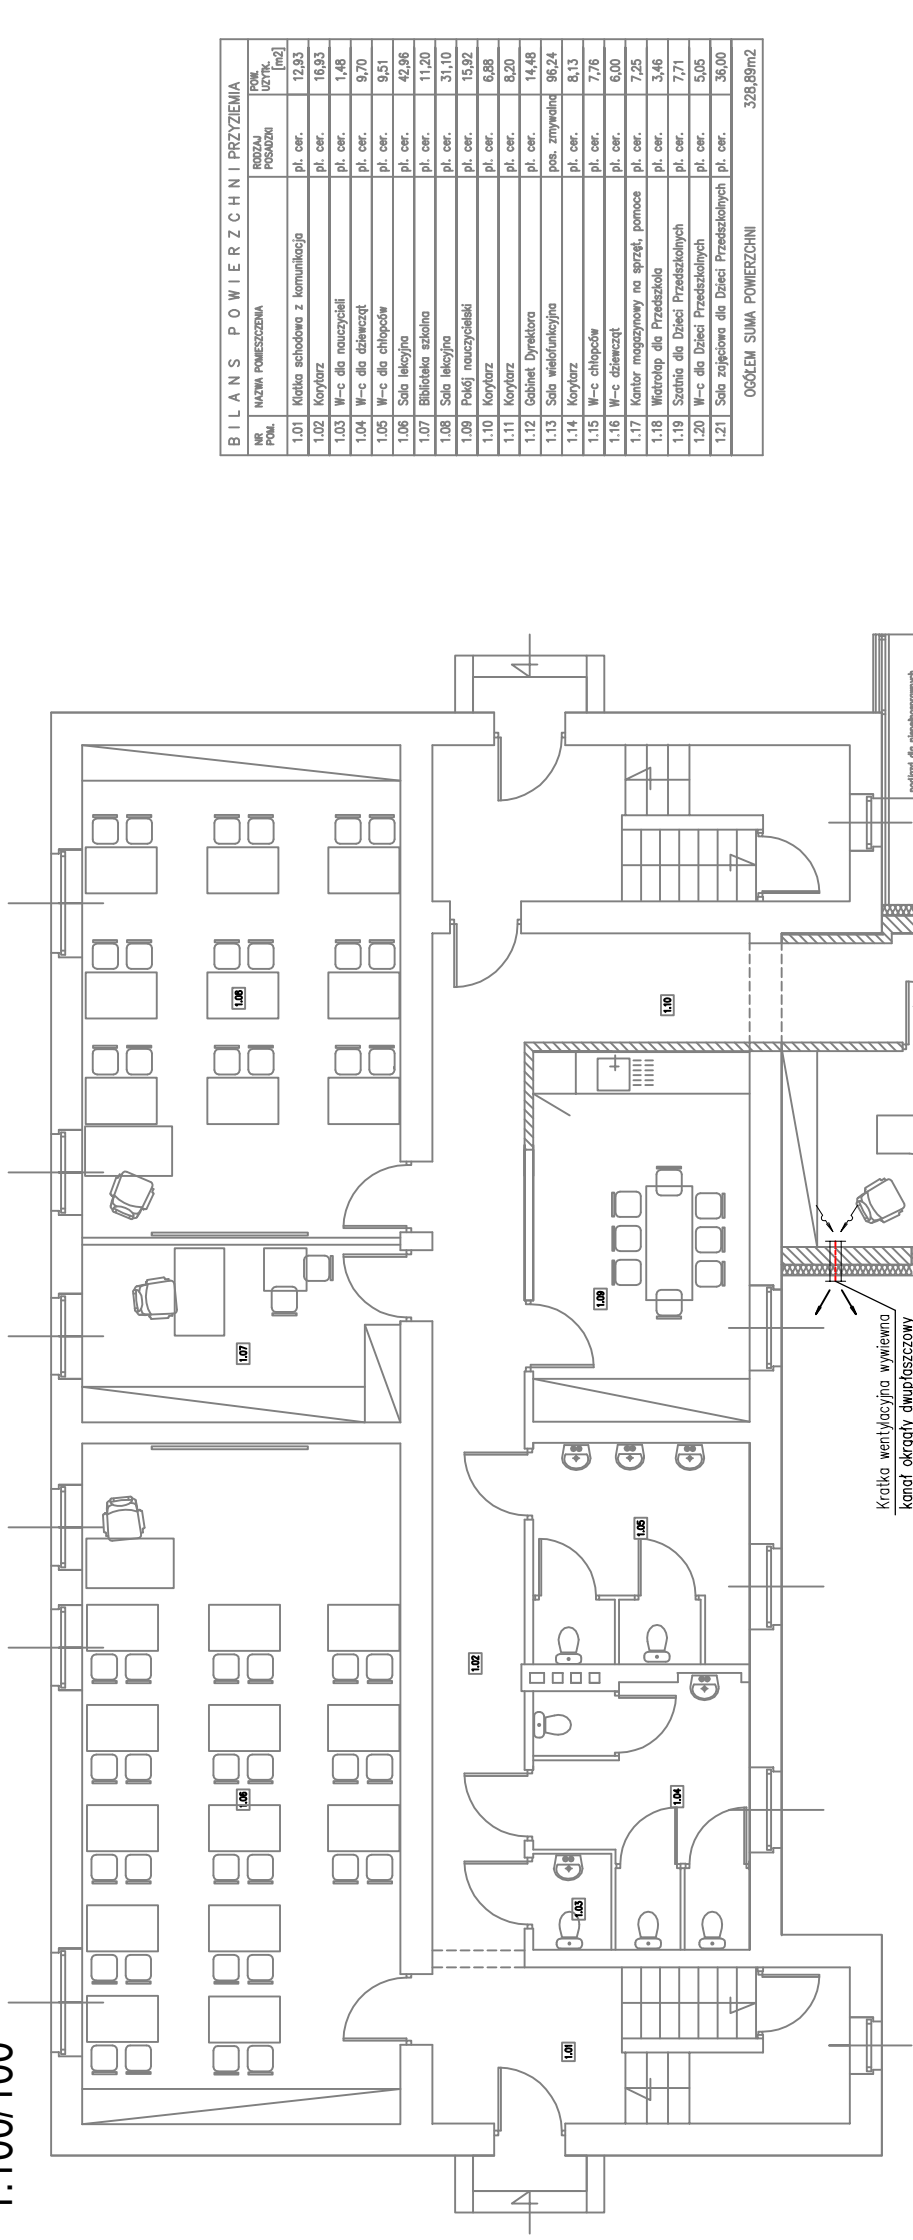 BILANS POWIERZCHNI PRZYZIEMIA
NR POM. NAZWA POMIESZCZENIA RODZAJ POSADZKI POW. UŻYTK. [m2]
1.01 Klatka schodowa z komunikacja pł. cer. 12,93
1.02 Korytarz pł. cer. 16,93
1.03 W-c dla nauczycieli pł. cer. 1,48
1.04 W-c dla dziewcząt pł. cer. 9,70
1.05 W-c dla chłopców pł. cer. 9,51
1.06 Sala lekcyjna pł. cer. 42,96
1.07 Biblioteka szkolna pł. cer. 11,20
1.08 Sala lekcyjna pł. cer. 31,10
1.09 Pokój nauczycielski pł. cer. 15,92
1.10 Korytarz pł. cer. 6,88
1.11 Korytarz pł. cer. 8,20
1.12 Gabinet Dyrektora pł. cer. 14,48
1.13 Sala wielofunkcyjna pos. zmywalna 96,24
1.14 Korytarz pł. cer. 8,13
1.15 W-c chłopców pł. cer. 7,76
1.16 W-c dziewcząt pł. cer. 6,00
1.17 Kantor magazynowy na sprzęt, pomoce pł. cer. 7,25
1.18 Wiatrołap dla Przedszkola pł. cer. 3,46
1.19 Szatnia dla Dzieci Przedszkolnych pł. cer. 7,71
1.20 W-c dla Dzieci Przedszkolnych pł. cer. 5,05
1.21 Sala zajęciowa dla Dzieci Przedszkolnych pł. cer. 36,00
OGÓŁEM SUMA POWIERZCHNI 328,89m2
1:100/100
1.06
1.07
1.08
1.02
1.01
1.03
1.04
1.05
1.09
1.10
Kratka wentylacyjna wywiewna
kanał okrągły dwupłaszczowy